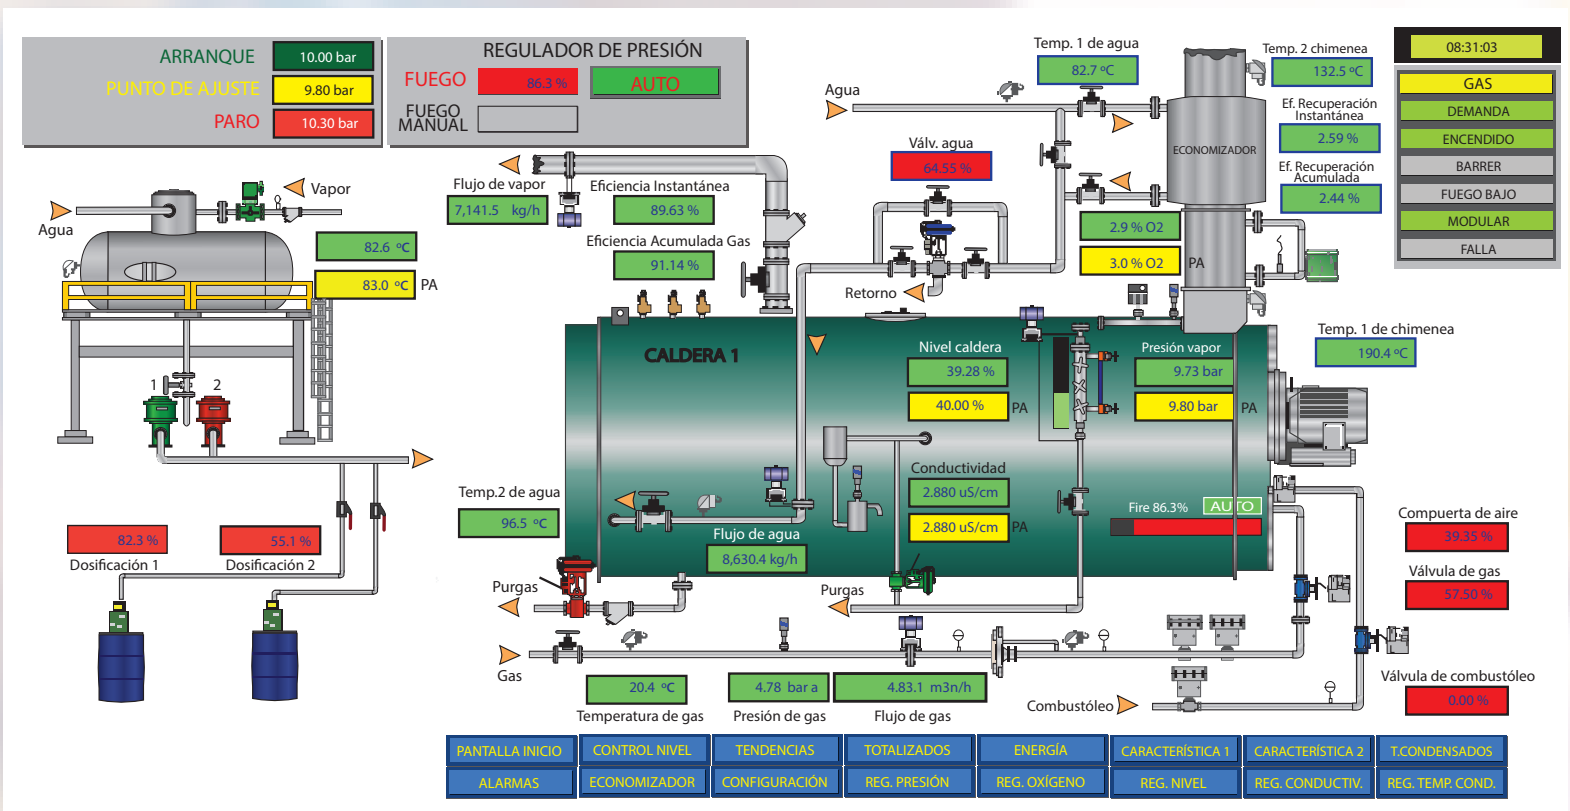 ARRANQUE 10.00 bar
PUNTO DE AJUSTE 9.80 bar
PARO 10.30 bar
REGULADOR DE PRESIÓN
FUEGO 86.3 % AUTO
FUEGO
MANUAL
08:31:03
GAS
DEMANDA
ENCENDIDO
BARRER
FUEGO BAJO
MODULAR
FALLA
Temp. 1 de agua
82.7 ºC
Temp. 2 chimenea
132.5 ºC
Ef. Recuperación
Instantánea
2.59 %
Ef. Recuperación
Acumulada
2.44 %
Agua
ECONOMIZADOR
Válv. agua
64.55 %
Flujo de vapor
7,141.5 kg/h
Eficiencia Instantánea
89.63 %
Eficiencia Acumulada Gas
91.14 %
Vapor
Agua
82.6 ºC
83.0 ºC PA
2.9 % O2
3.0 % O2 PA
Retorno
CALDERA 1
Nivel caldera
39.28 %
40.00 % PA
Presión vapor
9.73 bar
9.80 bar PA
Temp. 1 de chimenea
190.4 ºC
1 2
Conductividad
2.880 uS/cm
2.880 uS/cm PA
Temp.2 de agua
96.5 ºC
Flujo de agua
8,630.4 kg/h
Fire 86.3% AUTO
Compuerta de aire
39.35 %
Válvula de gas
57.50 %
82.3 %
Dosificación 1
55.1 %
Dosificación 2
Purgas
Purgas
Gas
20.4 ºC
Temperatura de gas
4.78 bar a
Presión de gas
4.83.1 m3n/h
Flujo de gas
Combustóleo
Válvula de combustóleo
0.00 %
PANTALLA INICIO CONTROL NIVEL TENDENCIAS TOTALIZADOS ENERGÍA CARACTERÍSTICA 1 CARACTERÍSTICA 2 T.CONDENSADOS
ALARMAS ECONOMIZADOR CONFIGURACIÓN REG. PRESIÓN REG. OXÍGENO REG. NIVEL REG. CONDUCTIV. REG. TEMP. COND.